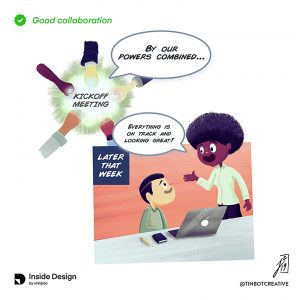 Good collaboration
BY OUR
POWERS COMBINED...
KICKOFF
MEETING
EVERYTHING IS
ON TRACK AND
LOOKING GREAT!
LATER
THAT
WEEK
Inside Design
by InVision
@TINBOTCREATIVE